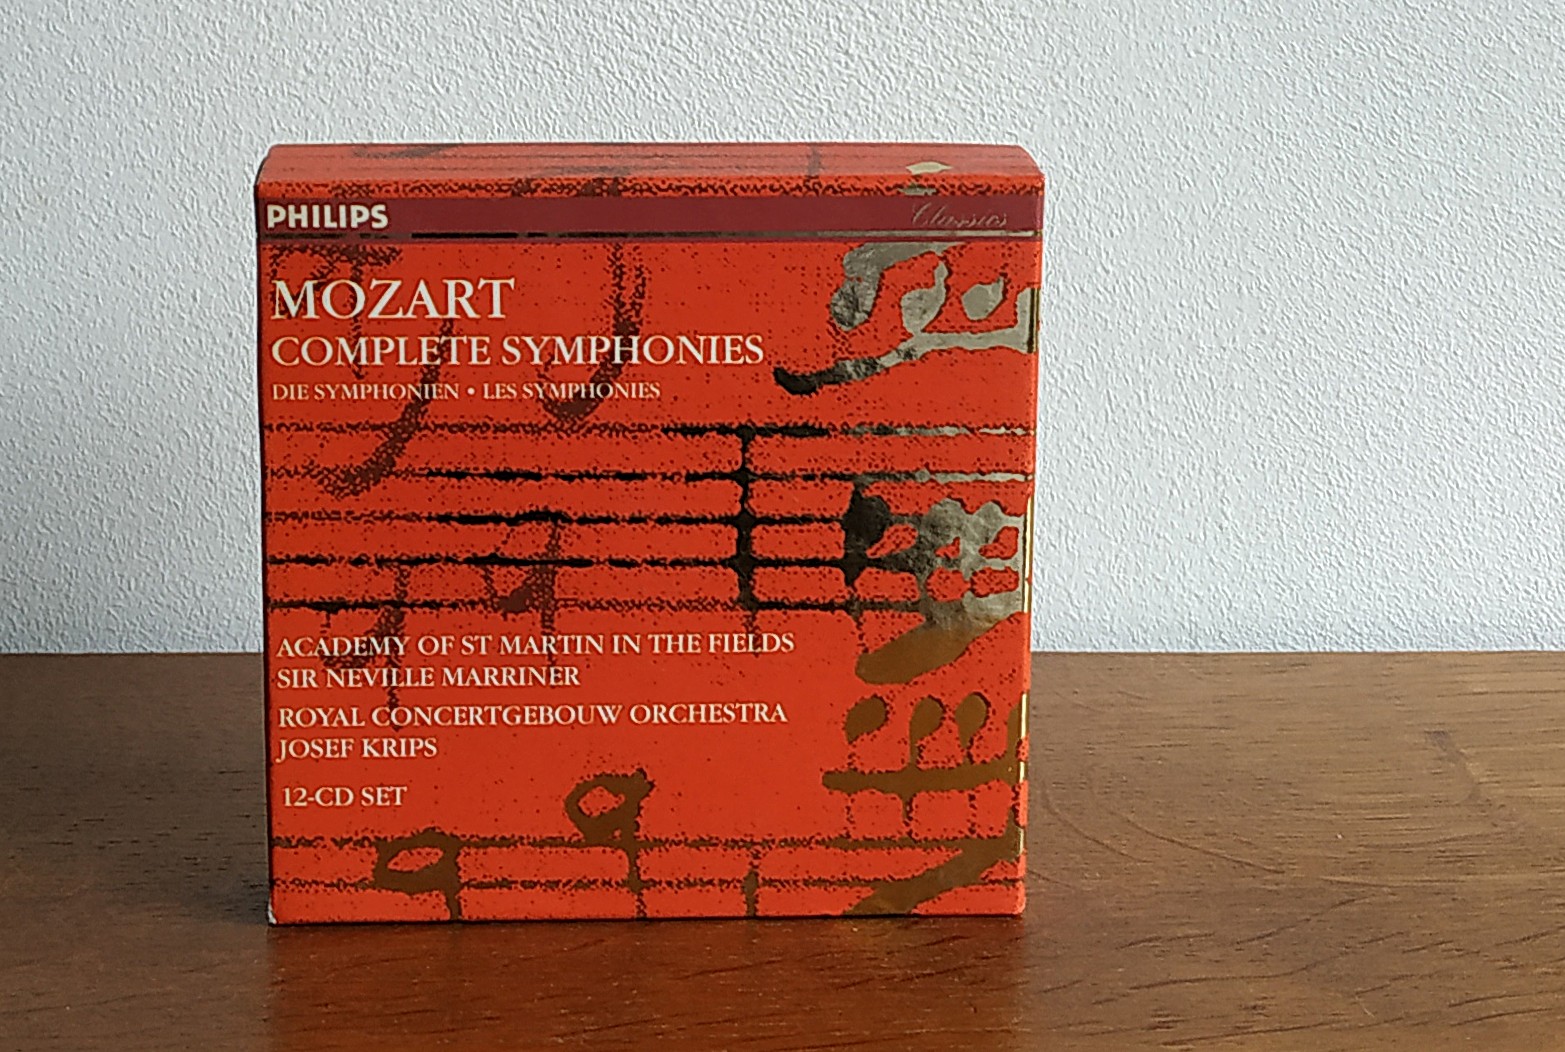 PHILIPS Classics
MOZART
COMPLETE SYMPHONIES
DIE SYMPHONIEN • LES SYMPHONIES
ACADEMY OF ST MARTIN IN THE FIELDS
SIR NEVILLE MARRINER
ROYAL CONCERTGEBOUW ORCHESTRA
JOSEF KRIPS
12-CD SET